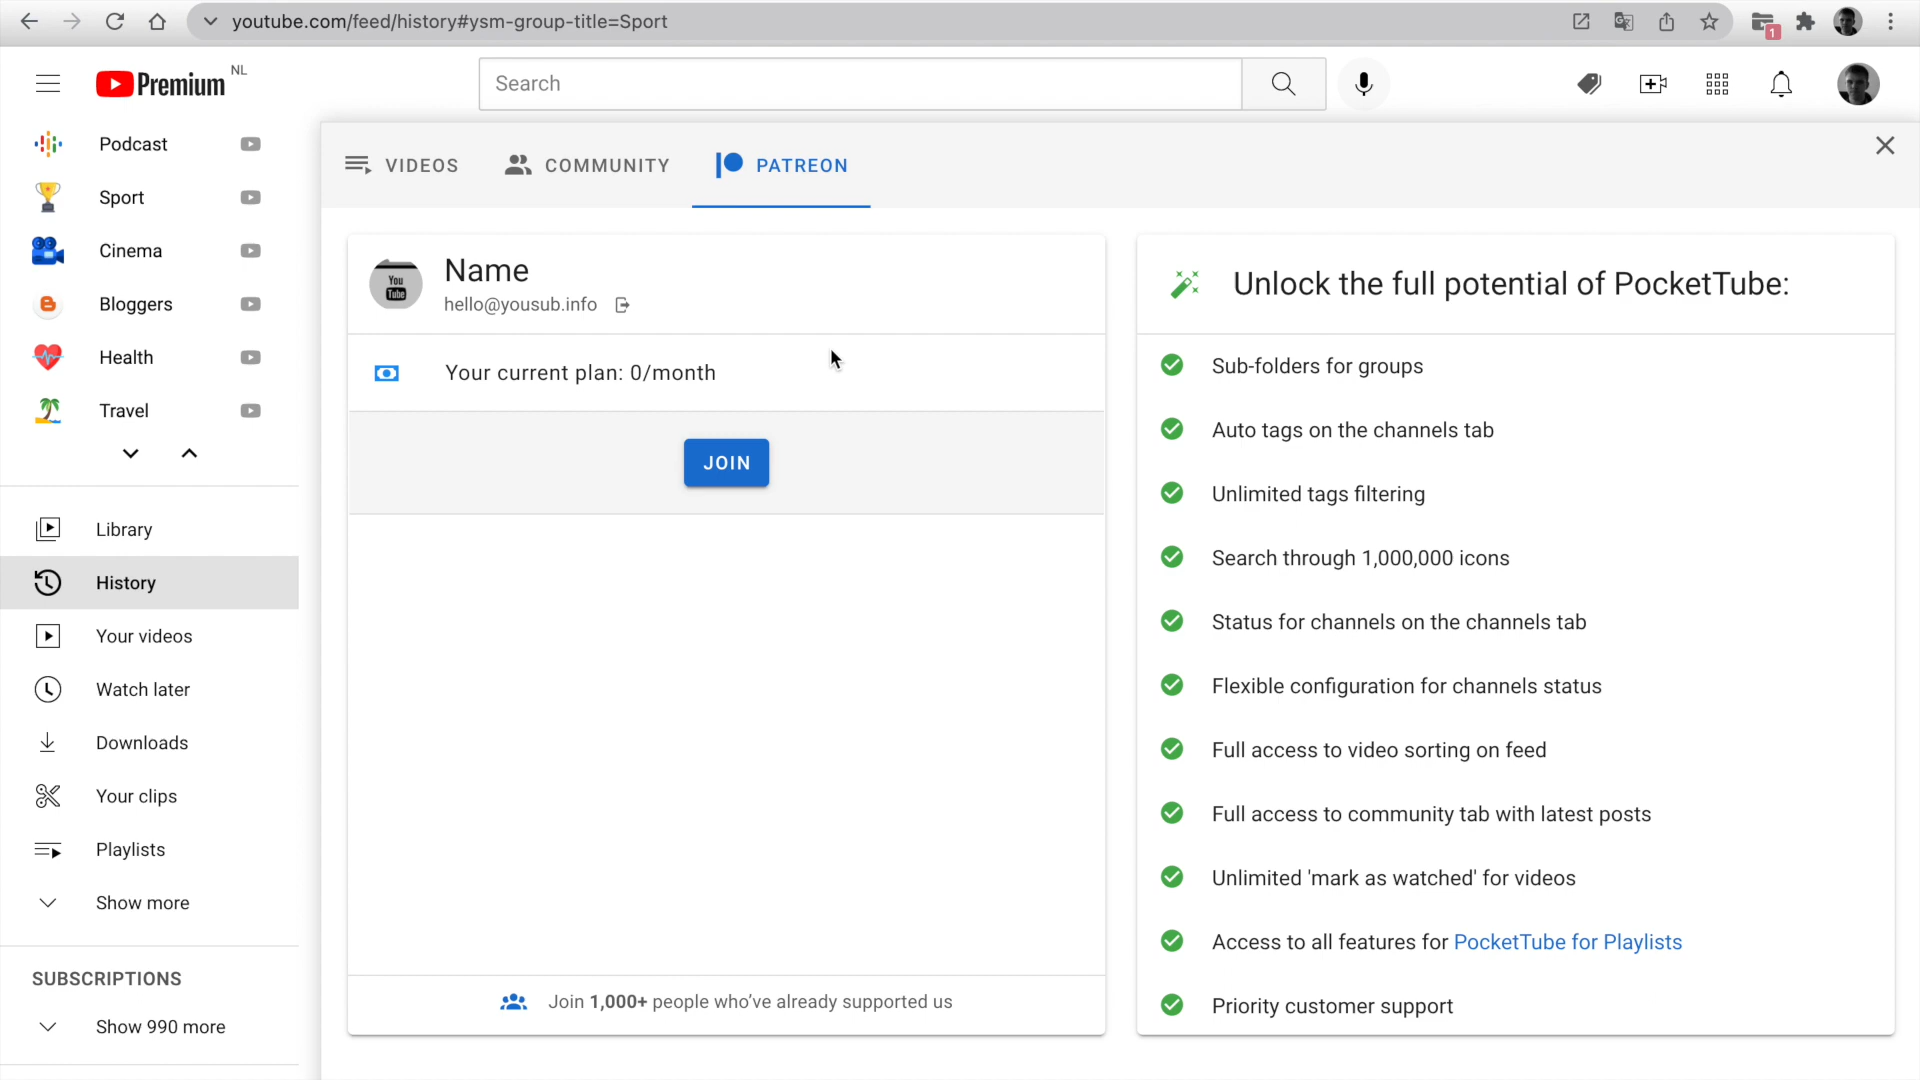 youtube.com/feed/history#ysm-group-title=Sport
1
Premium NL
Search
Podcast
Sport
Cinema
Bloggers
Health
Travel
Library
History
Your videos
Watch later
Downloads
Your clips
Playlists
Show more
SUBSCRIPTIONS
Show 990 more
VIDEOS
COMMUNITY
PATREON
You
Tube
Name
hello@yousub.info
Your current plan: 0/month
JOIN
Join 1,000+ people who’ve already supported us
Unlock the full potential of PocketTube:
Sub-folders for groups
Auto tags on the channels tab
Unlimited tags filtering
Search through 1,000,000 icons
Status for channels on the channels tab
Flexible configuration for channels status
Full access to video sorting on feed
Full access to community tab with latest posts
Unlimited 'mark as watched' for videos
Access to all features for PocketTube for Playlists
Priority customer support